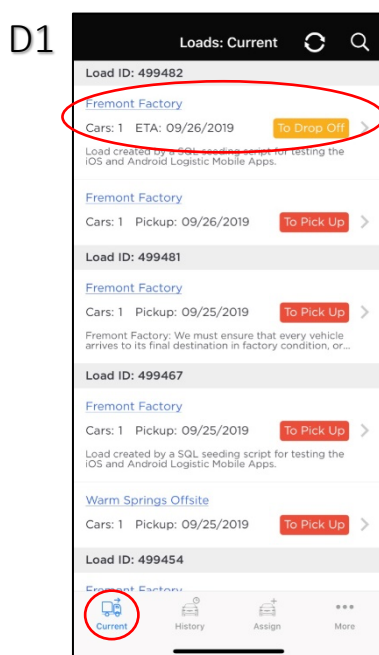 D1
Loads: Current
Load ID: 499482
Fremont Factory
Cars: 1 ETA: 09/26/2019 To Drop Off
Load created by a SQL seeding script for testing the
iOS and Android Logistic Mobile Apps.
Fremont Factory
Cars: 1 Pickup: 09/26/2019 To Pick Up
Load ID: 499481
Fremont Factory
Cars: 1 Pickup: 09/25/2019 To Pick Up
Fremont Factory: We must ensure that every vehicle
arrives to its final destination in factory condition, or...
Load ID: 499467
Fremont Factory
Cars: 1 Pickup: 09/25/2019 To Pick Up
Load created by a SQL seeding script for testing the
iOS and Android Logistic Mobile Apps.
Warm Springs Offsite
Cars: 1 Pickup: 09/25/2019 To Pick Up
Load ID: 499454
Fremont Factory
Current History Assign More